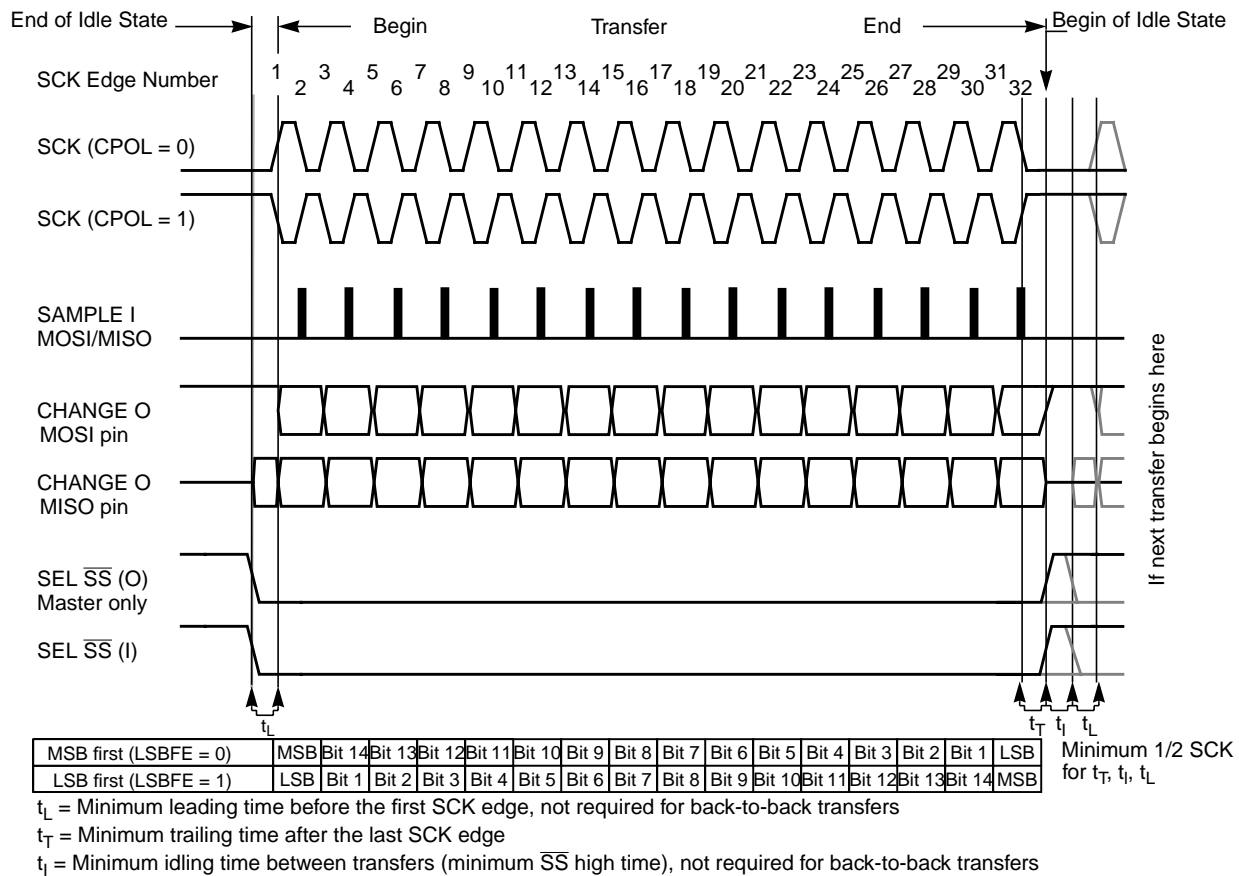 End of Idle State Begin Transfer End Begin of Idle State
SCK Edge Number 1 2 3 4 5 6 7 8 9 10 11 12 13 14 15 16 17 18 19 20 21 22 23 24 25 26 27 28 29 30 31 32
SCK (CPOL = 0)
SCK (CPOL = 1)
SAMPLE I
MOSI/MISO
CHANGE O
MOSI pin
CHANGE O
MISO pin
SEL SS (O)
Master only
SEL SS (I)
If next transfer begins here
tL tT tI tL
MSB first (LSBFE = 0) MSB Bit 14 Bit 13 Bit 12 Bit 11 Bit 10 Bit 9 Bit 8 Bit 7 Bit 6 Bit 5 Bit 4 Bit 3 Bit 2 Bit 1 LSB
LSB first (LSBFE = 1) LSB Bit 1 Bit 2 Bit 3 Bit 4 Bit 5 Bit 6 Bit 7 Bit 8 Bit 9 Bit 10 Bit 11 Bit 12 Bit 13 Bit 14 MSB
Minimum 1/2 SCK
for tT, tI, tL
tL = Minimum leading time before the first SCK edge, not required for back-to-back transfers
tT = Minimum trailing time after the last SCK edge
tI = Minimum idling time between transfers (minimum SS high time), not required for back-to-back transfers